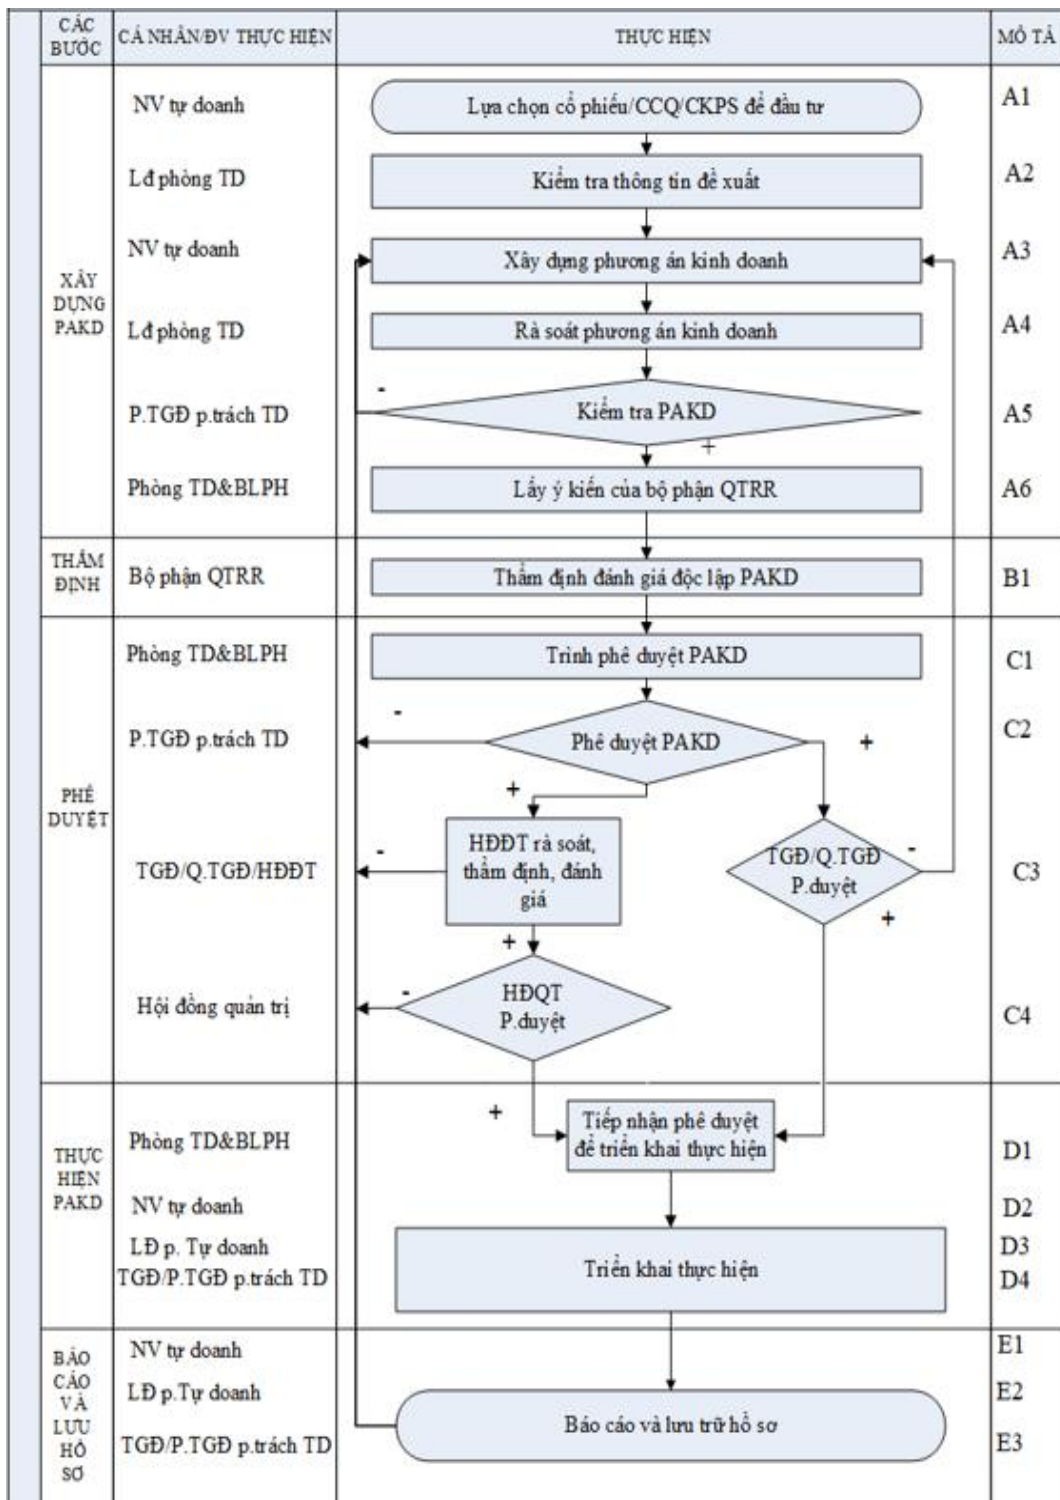 CÁC
BƯỚC
CÁ NHÂN/ĐV THỰC HIỆN
THỰC HIỆN
MÔ TẢ
XÂY
DỰNG
PAKD
NV tự doanh
Lựa chọn cổ phiếu/CCQ/CKPS để đầu tư
A1
Lđ phòng TD
Kiểm tra thông tin đề xuất
A2
NV tự doanh
Xây dựng phương án kinh doanh
A3
Lđ phòng TD
Rà soát phương án kinh doanh
A4
-
P.TGĐ p.trách TD
Kiểm tra PAKD
A5
+
Phòng TD&BLPH
Lấy ý kiến của bộ phận QTRR
A6
THẨM
ĐỊNH
Bộ phận QTRR
Thẩm định đánh giá độc lập PAKD
B1
PHÊ
DUYỆT
Phòng TD&BLPH
Trình phê duyệt PAKD
C1
-
P.TGĐ p.trách TD
Phê duyệt PAKD
+
C2
+
TGĐ/Q.TGĐ/HĐĐT
-
HĐĐT rà soát,
thẩm định, đánh
giá
TGĐ/Q.TGĐ
P.duyệt
-
C3
+
+
Hội đồng quản trị
-
HĐQT
P.duyệt
C4
+
THỰC
HIỆN
PAKD
Phòng TD&BLPH
Tiếp nhận phê duyệt
để triển khai thực hiện
D1
NV tự doanh
D2
LĐ p. Tự doanh
D3
TGĐ/P.TGĐ p.trách TD
Triển khai thực hiện
D4
BÁO
CÁO
VÀ
LƯU
HỒ
SƠ
NV tự doanh
E1
LĐ p.Tự doanh
E2
Báo cáo và lưu trữ hồ sơ
TGĐ/P.TGĐ p.trách TD
E3